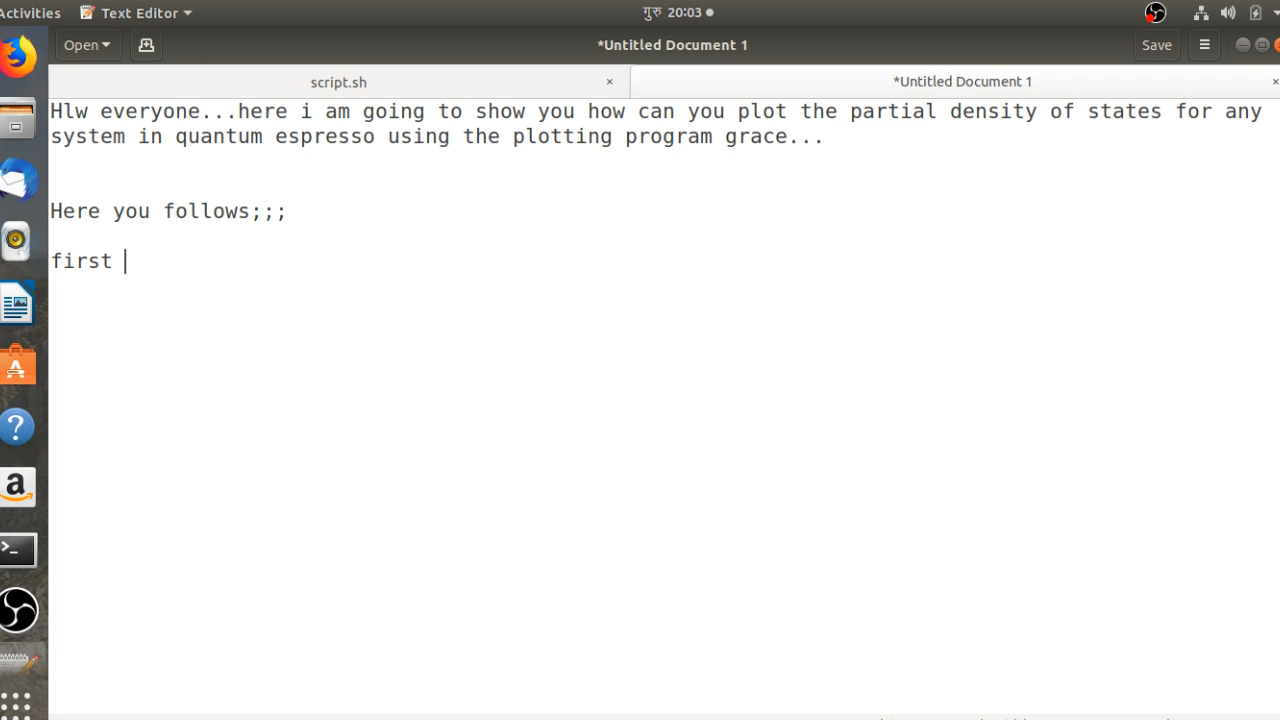 Activities Text Editor गुरु 20:03
Open *Untitled Document 1 Save
script.sh × *Untitled Document 1 ×
Hlw everyone...here i am going to show you how can you plot the partial density of states for any
system in quantum espresso using the plotting program grace...
Here you follows;;;
first